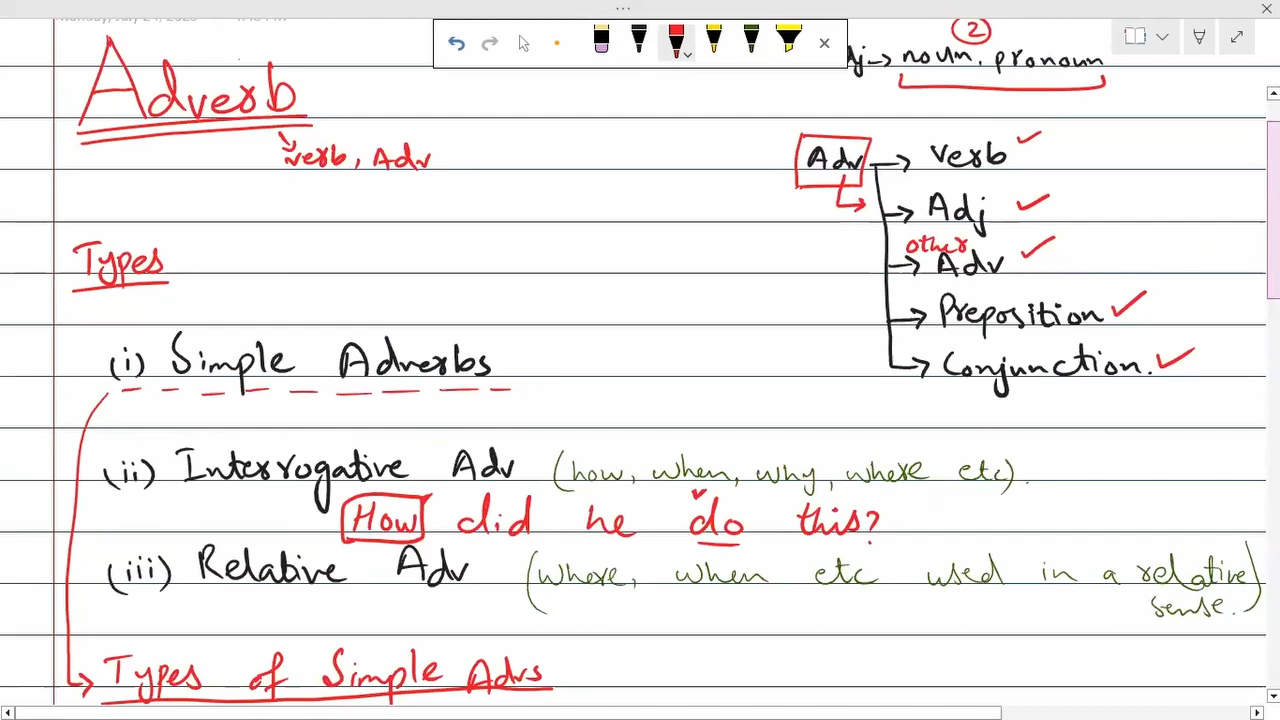 2
Adj → noun, pronoun
Adverb
verb, Adv
Adv → Verb ✓
→ Adj ✓
other
→ Adv ✓
→ Preposition ✓
→ Conjunction. ✓
Types
(i) Simple Adverbs
(ii) Interrogative Adv (how, when, why, where etc).
How did he do this?
(iii) Relative Adv (where, when etc used in a relative
sense.)
Types of Simple Advs